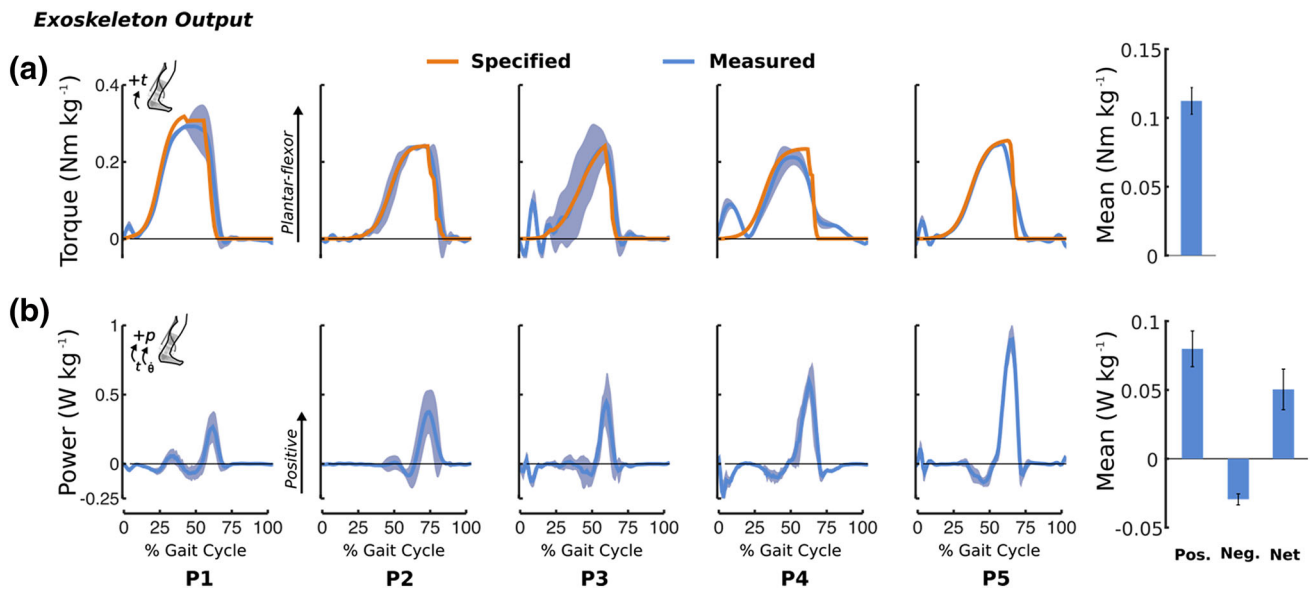 Exoskeleton Output
(a)
Specified
Measured
Torque (Nm kg⁻¹)
0.4
0.2
0
+t
Plantar-flexor
Mean (Nm kg⁻¹)
0.15
0.1
0.05
0
(b)
Power (W kg⁻¹)
1
0.5
0
-0.25
+p
t θ̇
Positive
Mean (W kg⁻¹)
0.1
0.05
0
-0.05
0 25 50 75 100
0 25 50 75 100
0 25 50 75 100
0 25 50 75 100
0 25 50 75 100
% Gait Cycle
% Gait Cycle
% Gait Cycle
% Gait Cycle
% Gait Cycle
Pos. Neg. Net
P1 P2 P3 P4 P5